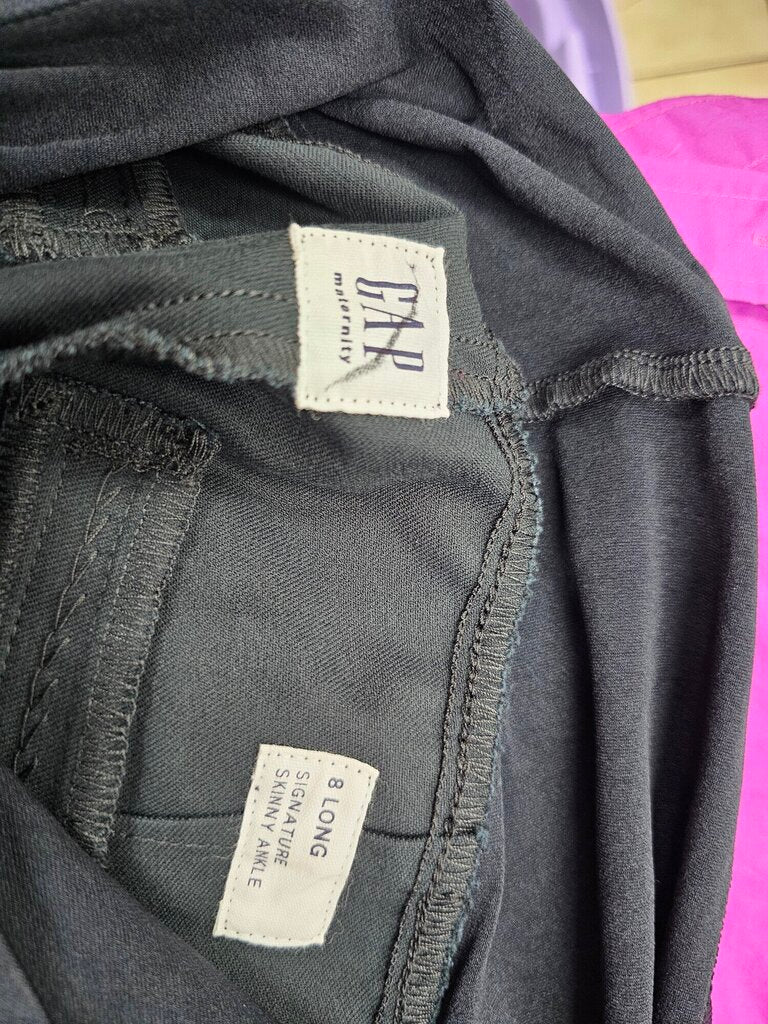 GAP
maternity
8 LONG
SIGNATURE
SKINNY ANKLE